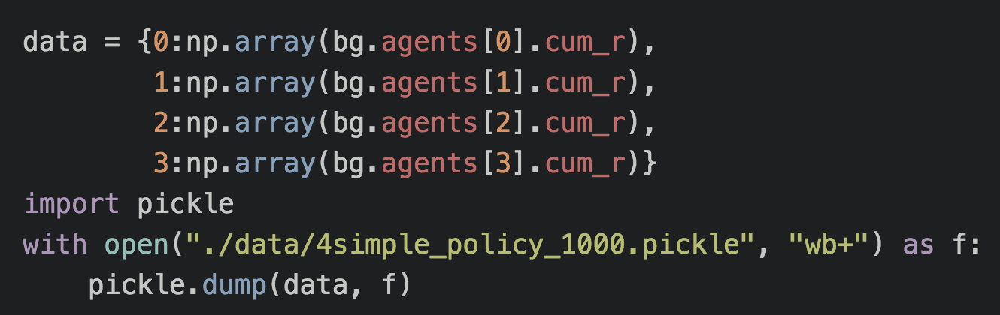 data = {0:np.array(bg.agents[0].cum_r),
        1:np.array(bg.agents[1].cum_r),
        2:np.array(bg.agents[2].cum_r),
        3:np.array(bg.agents[3].cum_r)}
import pickle
with open("./data/4simple_policy_1000.pickle", "wb+") as f:
    pickle.dump(data, f)